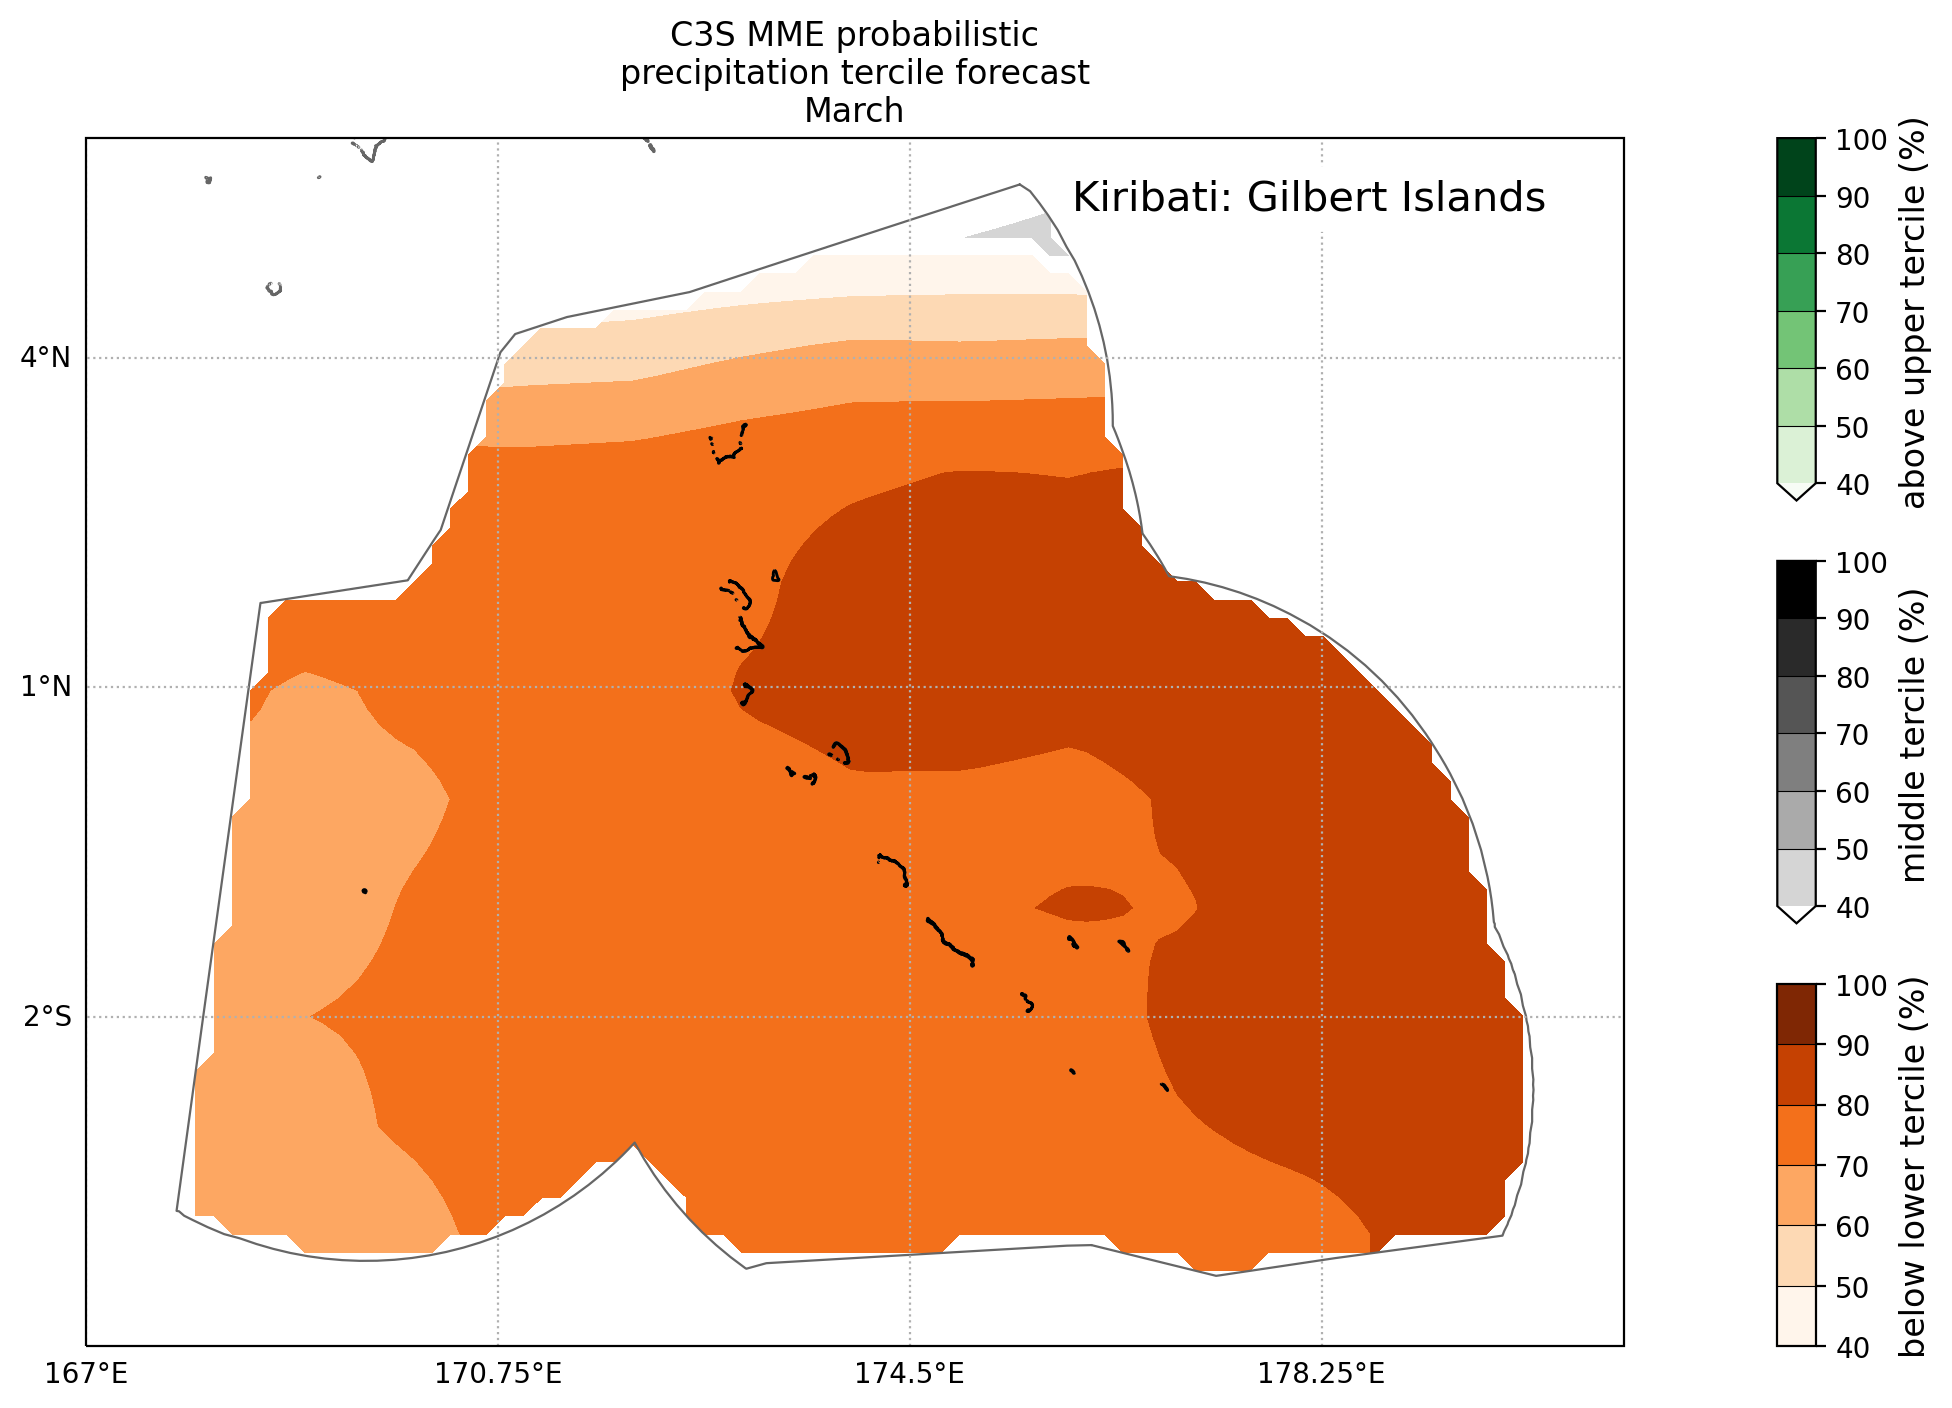 C3S MME probabilistic
precipitation tercile forecast
March
Kiribati: Gilbert Islands
4°N
1°N
2°S
167°E
170.75°E
174.5°E
178.25°E
100
90
80
70
60
50
40
above upper tercile (%)
100
90
80
70
60
50
40
middle tercile (%)
100
90
80
70
60
50
40
below lower tercile (%)